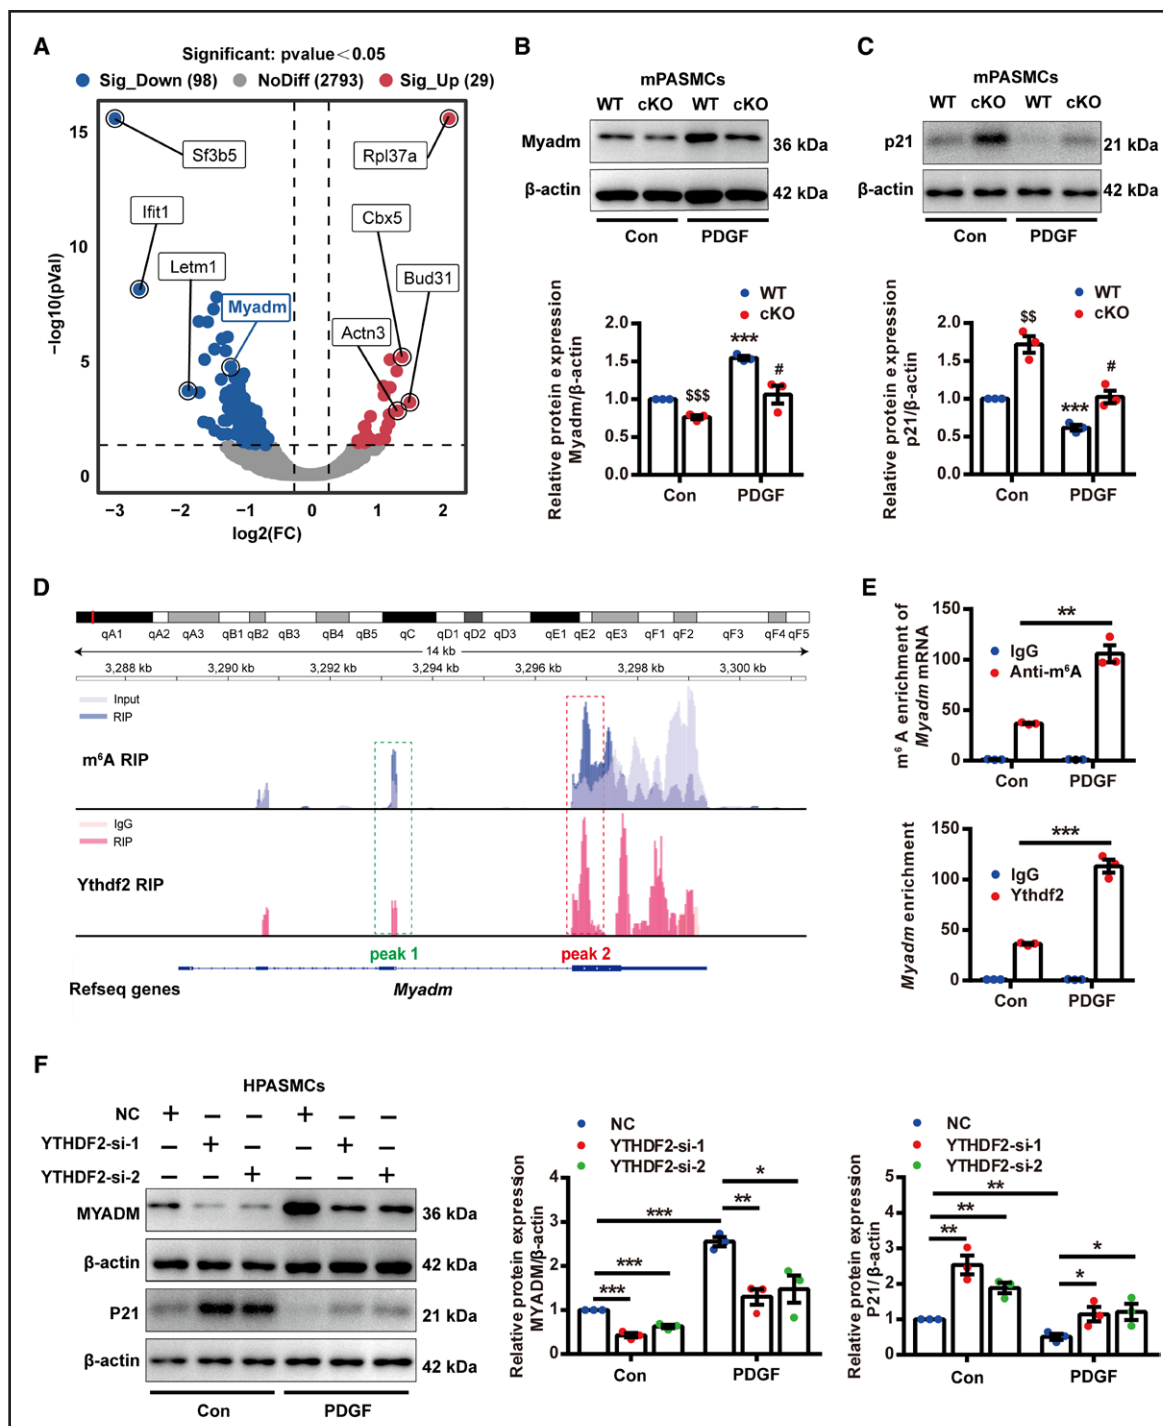 A
Significant: pvalue<0.05
Sig_Down (98) NoDiff (2793) Sig_Up (29)
15
10
5
0
−log10(pVal)
Sf3b5
Rpl37a
Ifit1
Cbx5
Letm1
Bud31
Myadm
Actn3
−3 −2 −1 0 1 2
log2(FC)
B
mPASMCs
WT cKO WT cKO
Myadm 36 kDa
β-actin 42 kDa
Con PDGF
WT
cKO
Relative protein expression
Myadm/β-actin
2.0
1.5
1.0
0.5
0.0
$$$ *** #
Con PDGF
C
mPASMCs
WT cKO WT cKO
p21 21 kDa
β-actin 42 kDa
Con PDGF
WT
cKO
Relative protein expression
p21/β-actin
2.0
1.5
1.0
0.5
0.0
$$ *** #
Con PDGF
D
qA1 qA2 qA3 qB1 qB2 qB3 qB4 qB5 qC qD1 qD2 qD3 qE1 qE2 qE3 qF1 qF2 qF3 qF4 qF5
14 kb
3,288 kb 3,290 kb 3,292 kb 3,294 kb 3,296 kb 3,298 kb 3,300 kb
Input
RIP
m⁶A RIP
IgG
RIP
Ythdf2 RIP
peak 1 peak 2
Refseq genes Myadm
E
m⁶ A enrichment of
Myadm mRNA
150
100
50
0
**
IgG
Anti-m⁶A
Con PDGF
Myadm enrichment
150
100
50
0
***
IgG
Ythdf2
Con PDGF
F
HPASMCs
NC + − − + − −
YTHDF2-si-1 − + − − + −
YTHDF2-si-2 − − + − − +
MYADM 36 kDa
β-actin 42 kDa
P21 21 kDa
β-actin 42 kDa
Con PDGF
NC
YTHDF2-si-1
YTHDF2-si-2
Relative protein expression
MYADM/β-actin
4
3
2
1
0
*** *** *** ** *
Con PDGF
NC
YTHDF2-si-1
YTHDF2-si-2
Relative protein expression
P21/ β-actin
5
4
3
2
1
0
** ** ** * *
Con PDGF